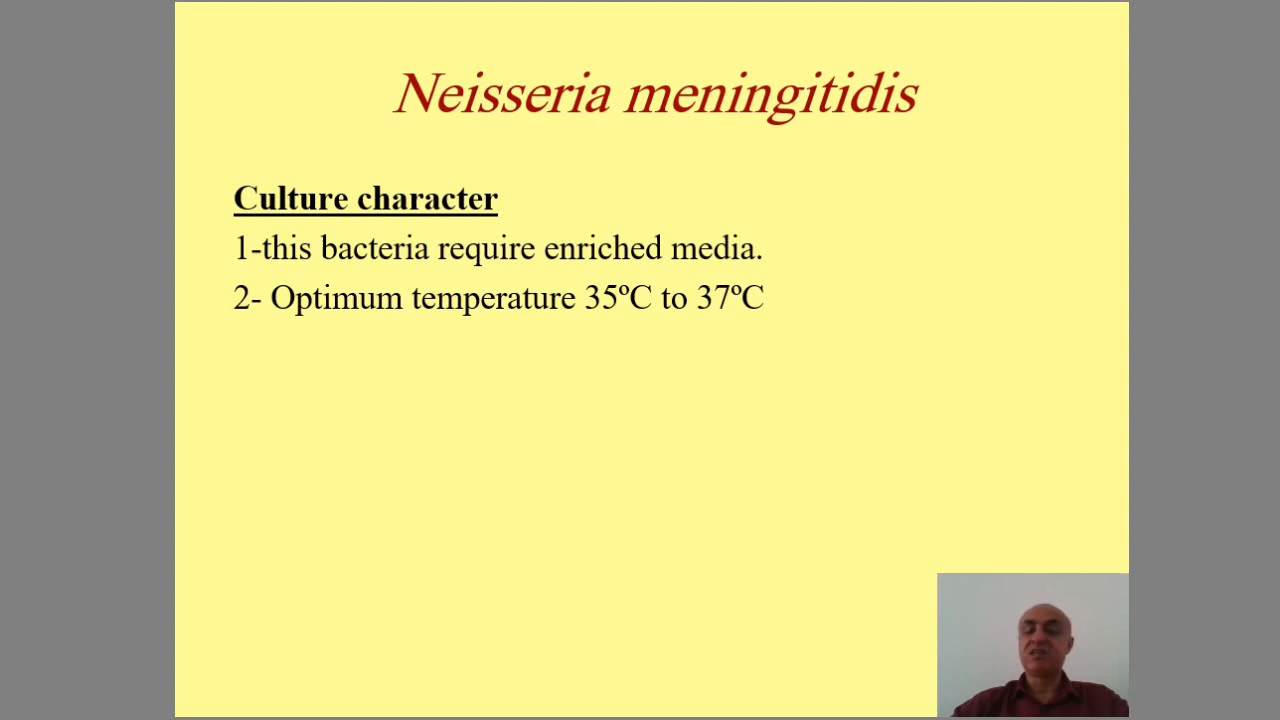 Neisseria meningitidis
Culture character
1-this bacteria require enriched media.
2- Optimum temperature 35ºC to 37ºC